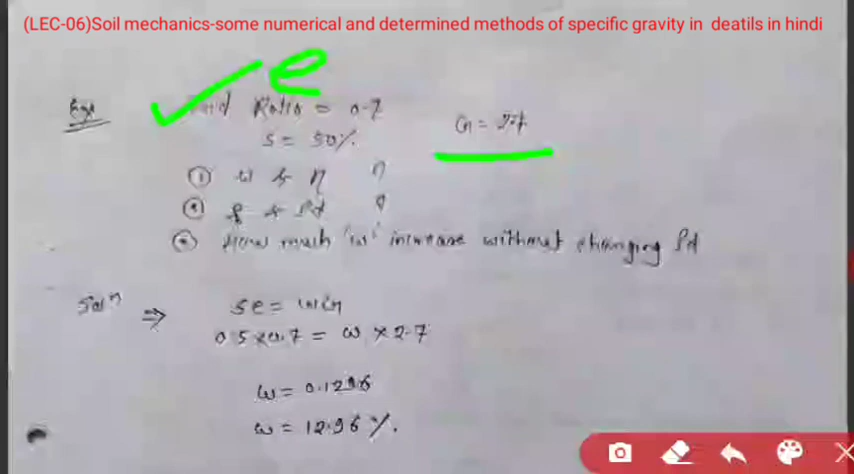 (LEC-06)Soil mechanics-some numerical and determined methods of specific gravity in deatils in hindi
e
Ratio = 0.7
S = 50%.
G = 2.7
① w & η η
& ρd
How much "w" increase without changing ρd
Solⁿ ⇒ Se = wG
0.5×0.7 = w × 2.7
w = 0.1296
w = 12.96 %.